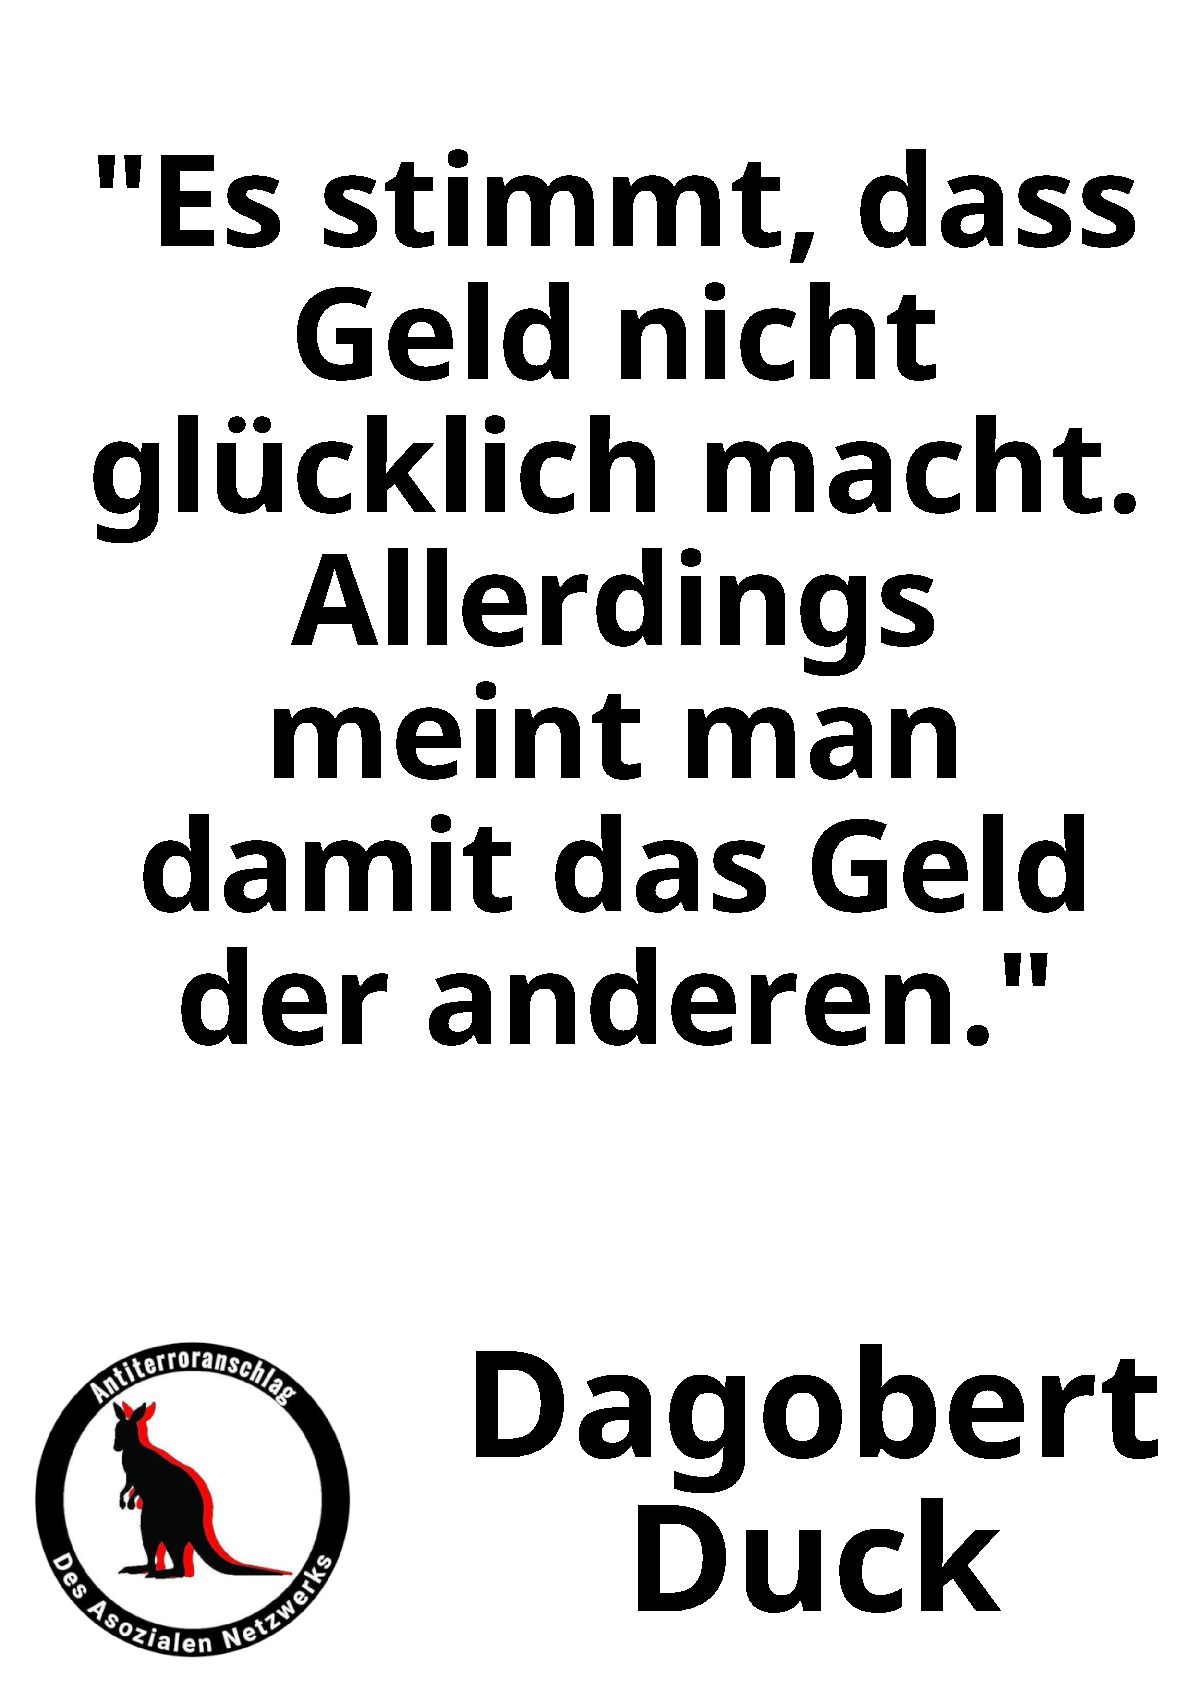 "Es stimmt, dass
Geld nicht
glücklich macht.
Allerdings
meint man
damit das Geld
der anderen."
Dagobert
Duck
Antiterroranschlag
Des Asozialen Netzwerks